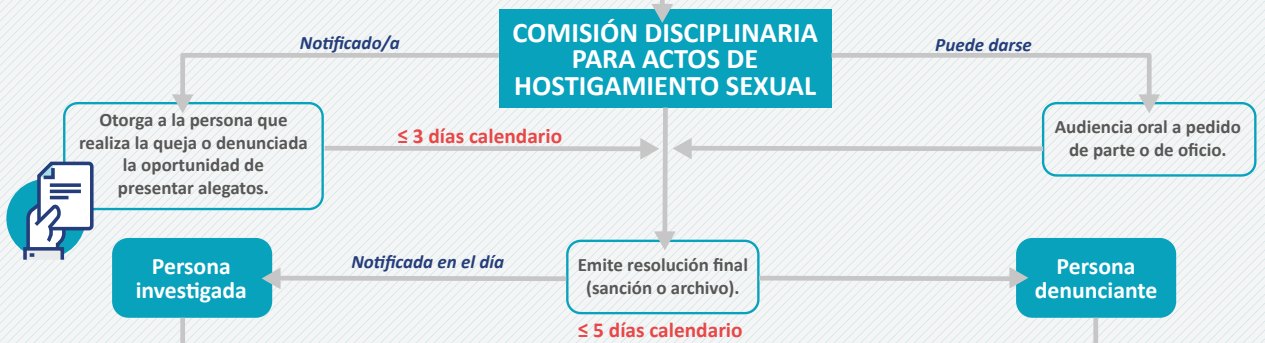 COMISIÓN DISCIPLINARIA
PARA ACTOS DE
HOSTIGAMIENTO SEXUAL
Notificado/a
Puede darse
Otorga a la persona que
realiza la queja o denunciada
la oportunidad de
presentar alegatos.
≤ 3 días calendario
Audiencia oral a pedido
de parte o de oficio.
Persona
investigada
Notificada en el día
Emite resolución final
(sanción o archivo).
Persona
denunciante
≤ 5 días calendario